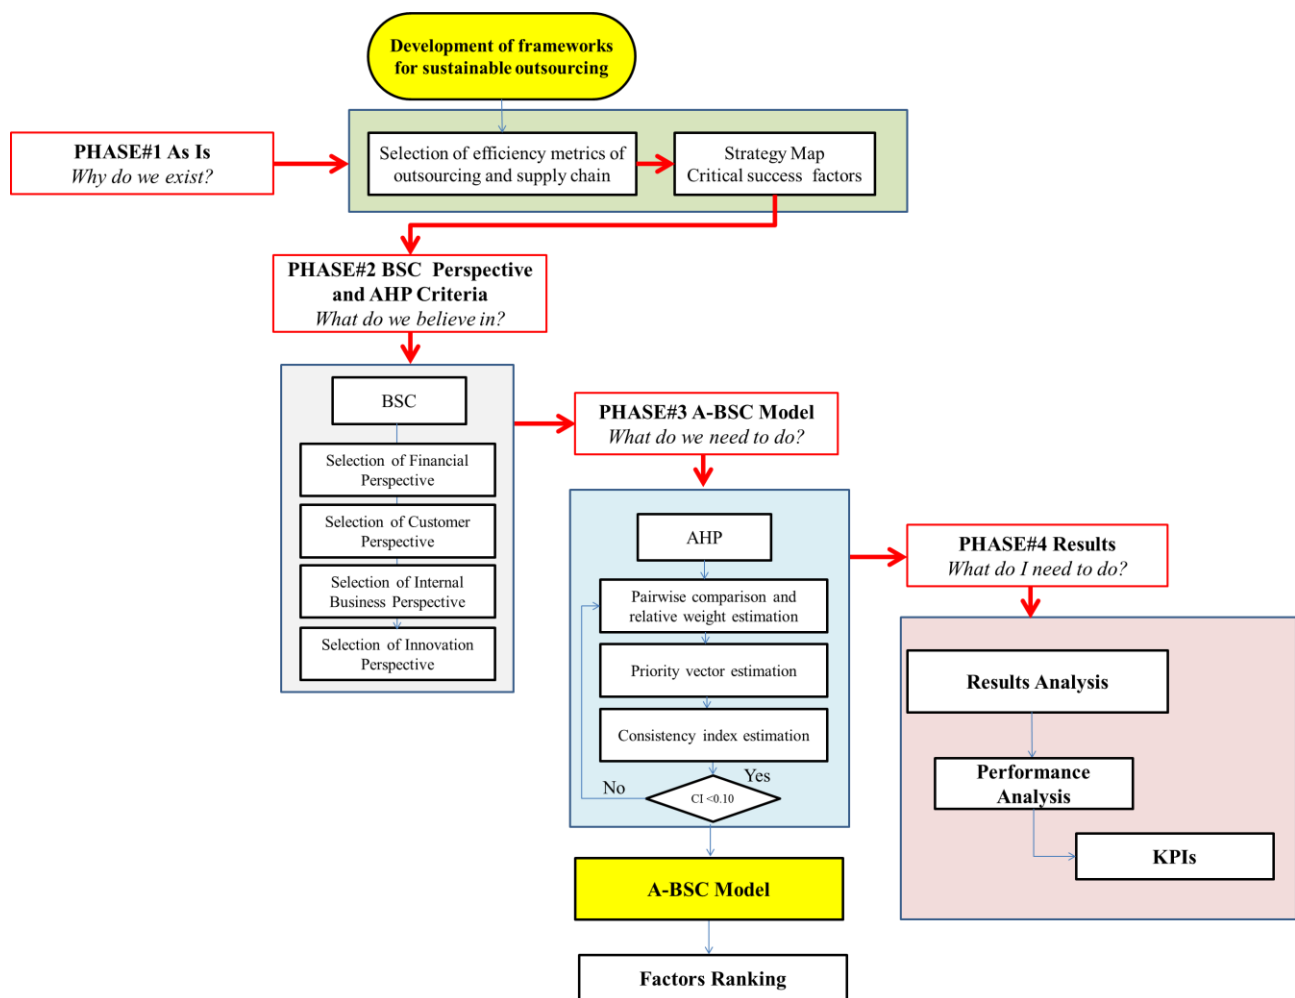 Development of frameworks
for sustainable outsourcing
PHASE#1 As Is
Why do we exist?
Selection of efficiency metrics of
outsourcing and supply chain
Strategy Map
Critical success factors
PHASE#2 BSC Perspective
and AHP Criteria
What do we believe in?
BSC
Selection of Financial
Perspective
Selection of Customer
Perspective
Selection of Internal
Business Perspective
Selection of Innovation
Perspective
PHASE#3 A-BSC Model
What do we need to do?
AHP
Pairwise comparison and
relative weight estimation
Priority vector estimation
Consistency index estimation
No
Yes
CI <0.10
A-BSC Model
Factors Ranking
PHASE#4 Results
What do I need to do?
Results Analysis
Performance
Analysis
KPIs